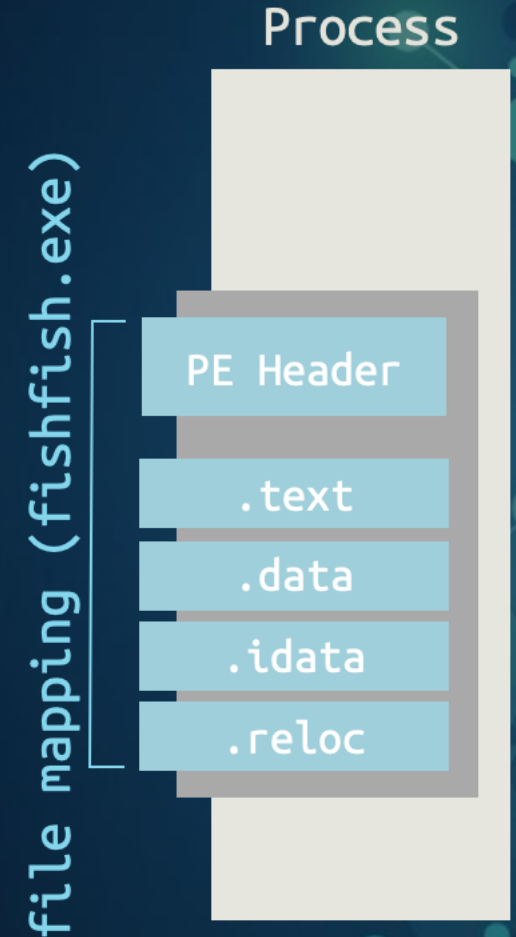 Process
file mapping (fishfish.exe)
PE Header
.text
.data
.idata
.reloc